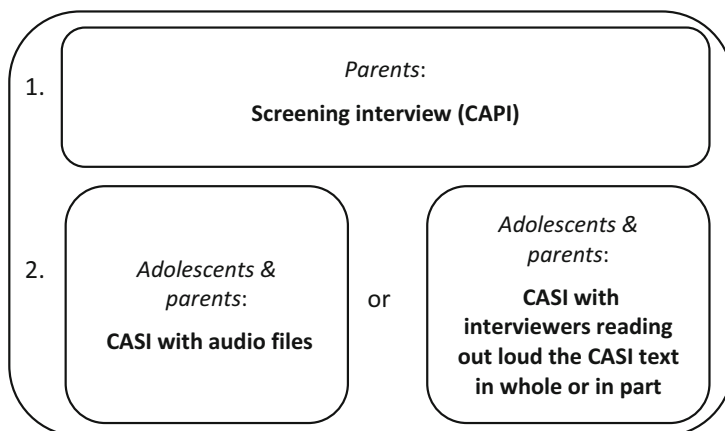 1.
Parents:
Screening interview (CAPI)
2.
Adolescents &
parents:
CASI with audio files
or
Adolescents &
parents:
CASI with
interviewers reading
out loud the CASI text
in whole or in part